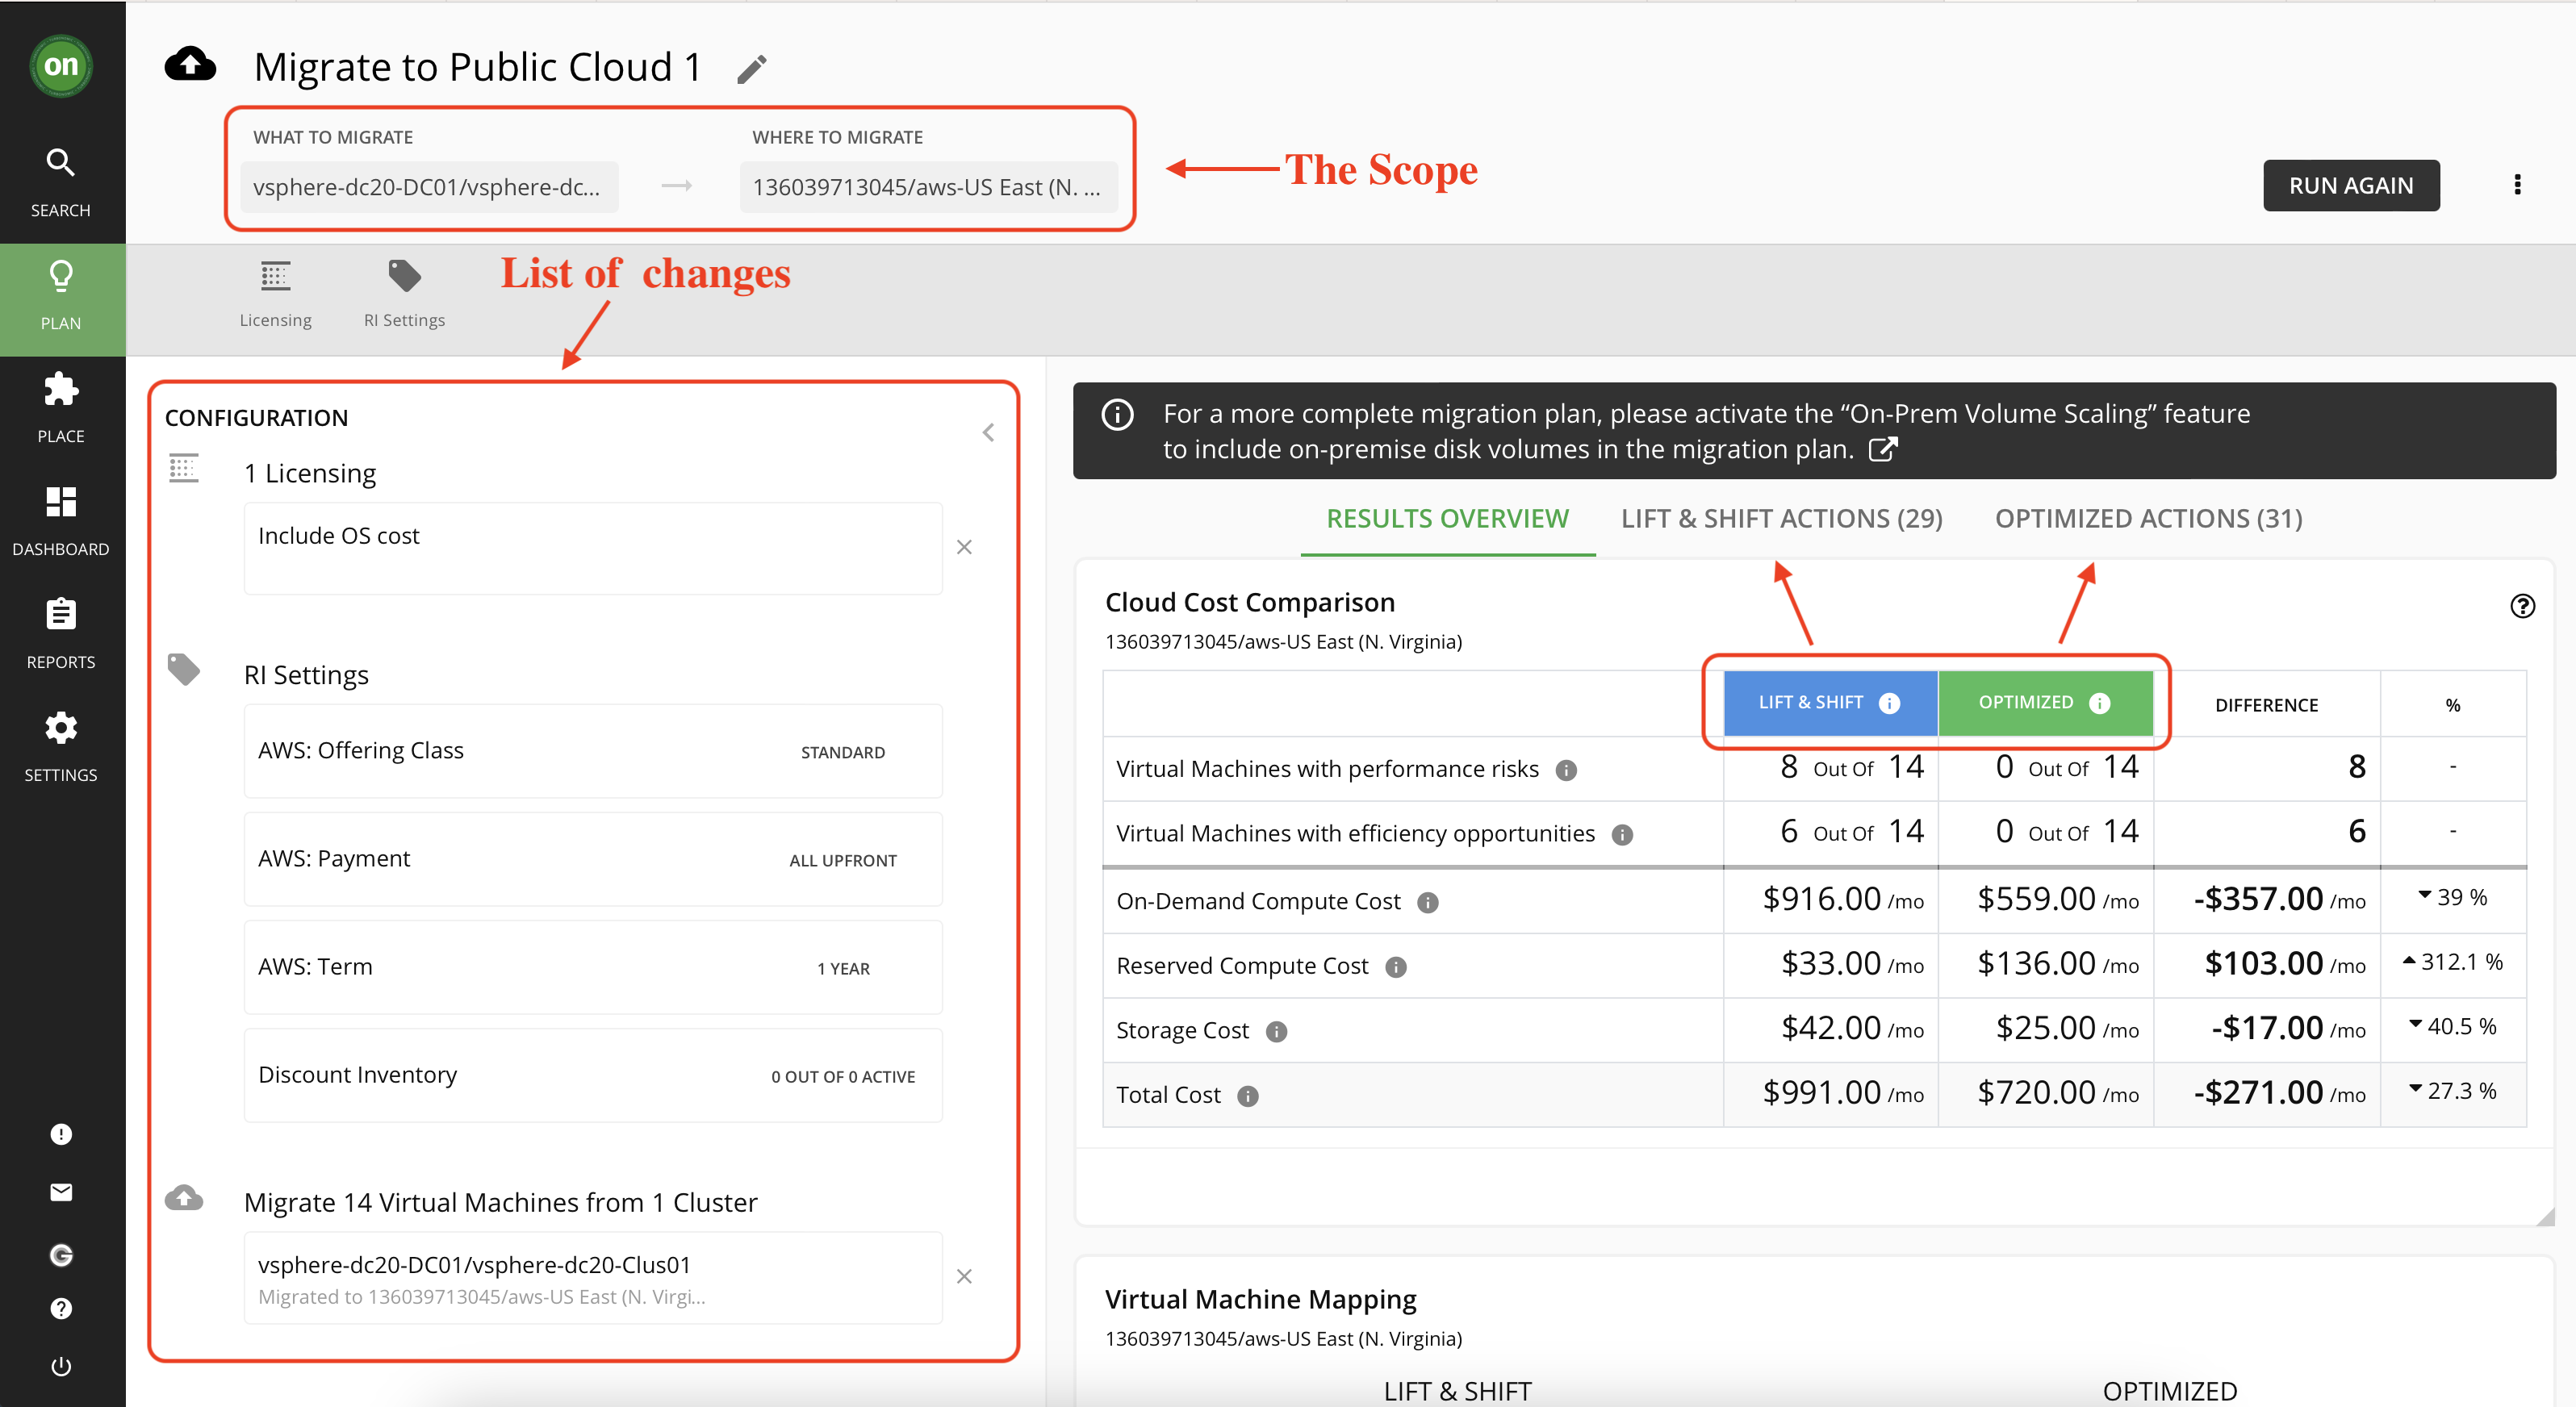 on
SEARCH
PLAN
PLACE
DASHBOARD
REPORTS
SETTINGS
Migrate to Public Cloud 1
WHAT TO MIGRATE
WHERE TO MIGRATE
vsphere-dc20-DC01/vsphere-dc...
136039713045/aws-US East (N. ...
The Scope
RUN AGAIN
Licensing
RI Settings
List of changes
CONFIGURATION
1 Licensing
Include OS cost
RI Settings
AWS: Offering Class STANDARD
AWS: Payment ALL UPFRONT
AWS: Term 1 YEAR
Discount Inventory 0 OUT OF 0 ACTIVE
Migrate 14 Virtual Machines from 1 Cluster
vsphere-dc20-DC01/vsphere-dc20-Clus01
Migrated to 136039713045/aws-US East (N. Virgi...
For a more complete migration plan, please activate the “On-Prem Volume Scaling” feature
to include on-premise disk volumes in the migration plan.
RESULTS OVERVIEW LIFT & SHIFT ACTIONS (29) OPTIMIZED ACTIONS (31)
Cloud Cost Comparison
136039713045/aws-US East (N. Virginia)
LIFT & SHIFT OPTIMIZED DIFFERENCE %
Virtual Machines with performance risks 8 Out Of 14 0 Out Of 14 8 -
Virtual Machines with efficiency opportunities 6 Out Of 14 0 Out Of 14 6 -
On-Demand Compute Cost $916.00 /mo $559.00 /mo -$357.00 /mo 39 %
Reserved Compute Cost $33.00 /mo $136.00 /mo $103.00 /mo 312.1 %
Storage Cost $42.00 /mo $25.00 /mo -$17.00 /mo 40.5 %
Total Cost $991.00 /mo $720.00 /mo -$271.00 /mo 27.3 %
Virtual Machine Mapping
136039713045/aws-US East (N. Virginia)
LIFT & SHIFT OPTIMIZED